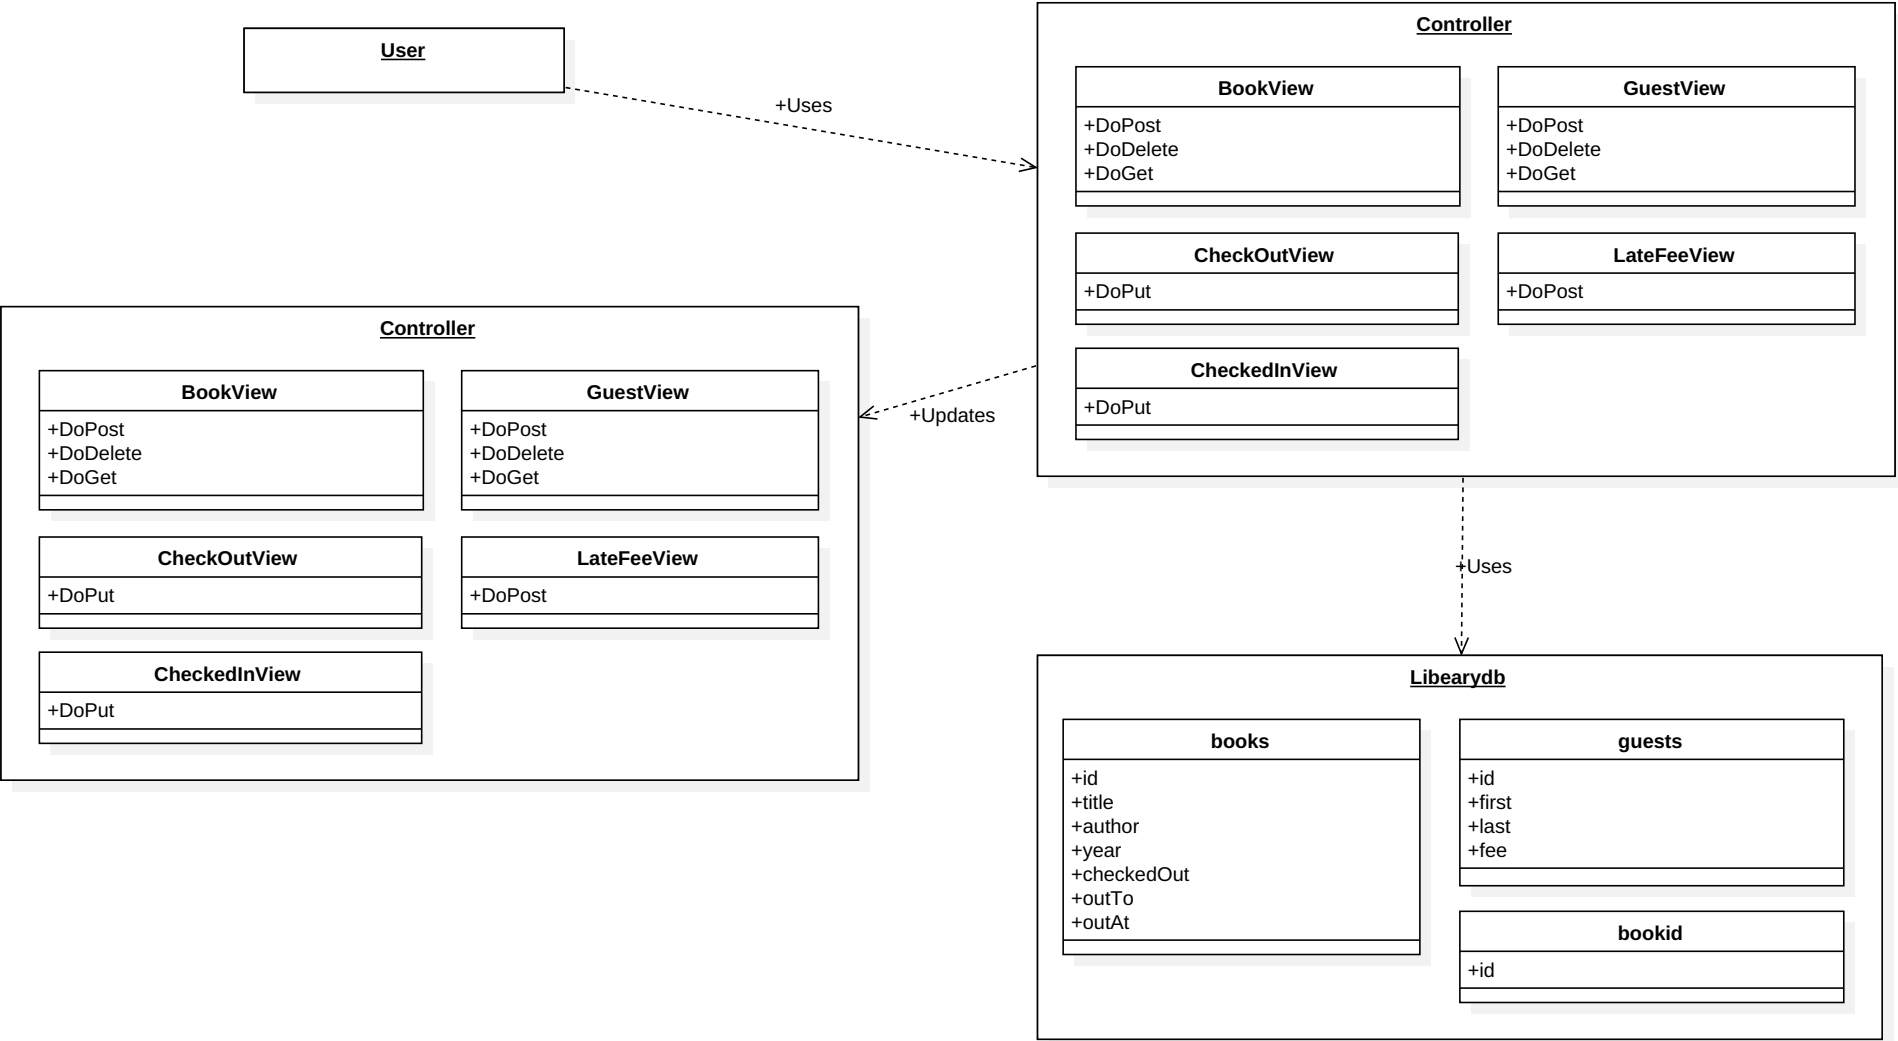 User
+Uses
Controller
BookView
+DoPost
+DoDelete
+DoGet
GuestView
+DoPost
+DoDelete
+DoGet
CheckOutView
+DoPut
LateFeeView
+DoPost
CheckedInView
+DoPut
+Updates
Controller
BookView
+DoPost
+DoDelete
+DoGet
GuestView
+DoPost
+DoDelete
+DoGet
CheckOutView
+DoPut
LateFeeView
+DoPost
CheckedInView
+DoPut
+Uses
Libearydb
books
+id
+title
+author
+year
+checkedOut
+outTo
+outAt
guests
+id
+first
+last
+fee
bookid
+id